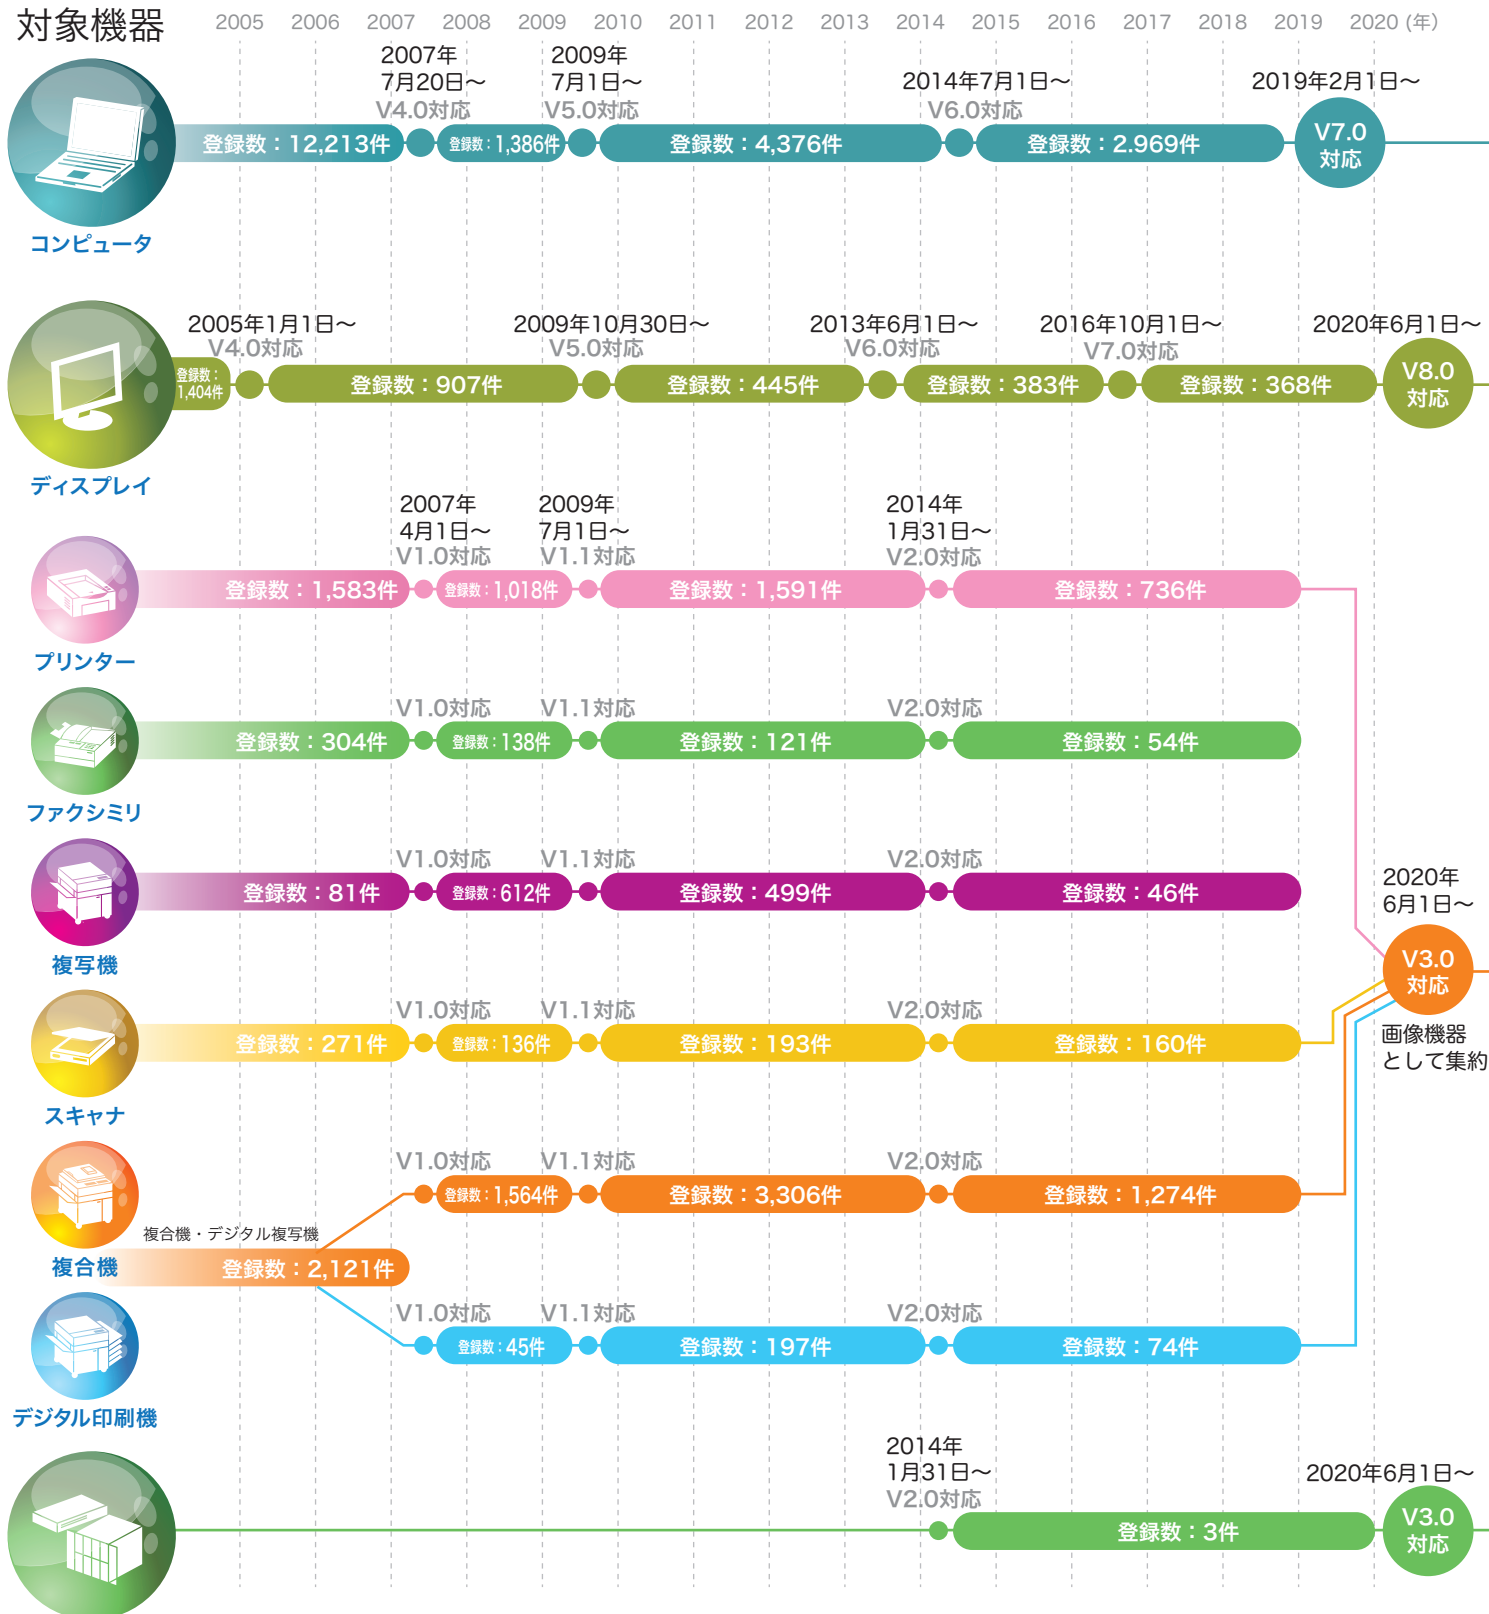 対象機器
2005 2006 2007 2008 2009 2010 2011 2012 2013 2014 2015 2016 2017 2018 2019 2020 (年)
2007年
7月20日～
V4.0対応
2009年
7月1日～
V5.0対応
2014年7月1日～
V6.0対応
2019年2月1日～
登録数：12,213件
登録数：1,386件
登録数：4,376件
登録数：2.969件
V7.0
対応
コンピュータ
2005年1月1日～
V4.0対応
2009年10月30日～
V5.0対応
2013年6月1日～
V6.0対応
2016年10月1日～
V7.0対応
2020年6月1日～
登録数：
1,404件
登録数：907件
登録数：445件
登録数：383件
登録数：368件
V8.0
対応
ディスプレイ
2007年
4月1日～
V1.0対応
2009年
7月1日～
V1.1対応
2014年
1月31日～
V2.0対応
登録数：1,583件
登録数：1,018件
登録数：1,591件
登録数：736件
プリンター
V1.0対応
V1.1対応
V2.0対応
登録数：304件
登録数：138件
登録数：121件
登録数：54件
ファクシミリ
V1.0対応
V1.1対応
V2.0対応
登録数：81件
登録数：612件
登録数：499件
登録数：46件
複写機
2020年
6月1日～
V3.0
対応
画像機器
として集約
V1.0対応
V1.1対応
V2.0対応
登録数：271件
登録数：136件
登録数：193件
登録数：160件
スキャナ
V1.0対応
V1.1対応
V2.0対応
登録数：1,564件
登録数：3,306件
登録数：1,274件
複合機・デジタル複写機
登録数：2,121件
複合機
V1.0対応
V1.1対応
V2.0対応
登録数：45件
登録数：197件
登録数：74件
デジタル印刷機
2014年
1月31日～
V2.0対応
2020年6月1日～
登録数：3件
V3.0
対応